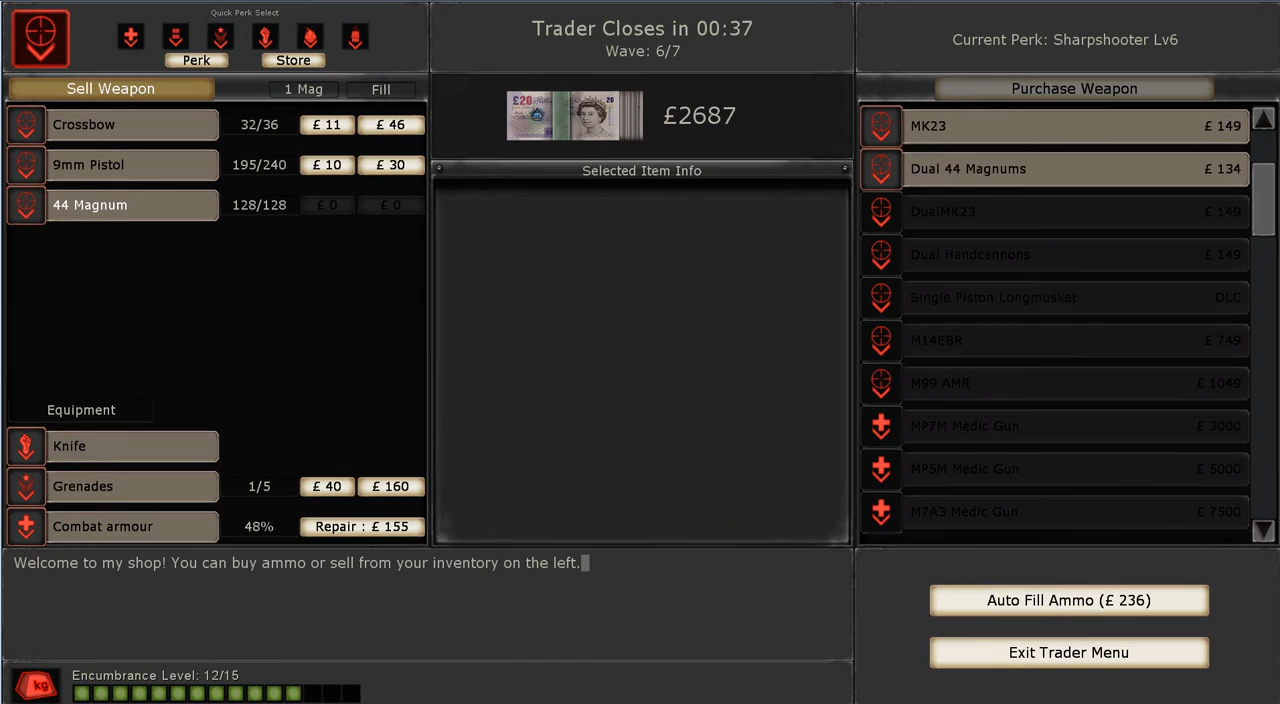 Quick Perk Select
Perk
Store
Trader Closes in 00:37
Wave: 6/7
Current Perk: Sharpshooter Lv6
Sell Weapon
1 Mag
Fill
£20
20
£2687
Purchase Weapon
Crossbow 32/36 £ 11 £ 46
9mm Pistol 195/240 £ 10 £ 30
44 Magnum 128/128 £ 0 £ 0
Equipment
Knife
Grenades 1/5 £ 40 £ 160
Combat armour 48% Repair : £ 155
Selected Item Info
MK23 £ 149
Dual 44 Magnums £ 134
DualMK23 £ 149
Dual Handcannons £ 149
Single Piston Longmusket DLC
M14EBR £ 749
M99 AMR £ 1049
MP7M Medic Gun £ 3000
MP5M Medic Gun £ 5000
M7A3 Medic Gun £ 7500
Welcome to my shop! You can buy ammo or sell from your inventory on the left.
Auto Fill Ammo (£ 236)
Exit Trader Menu
kg
Encumbrance Level: 12/15